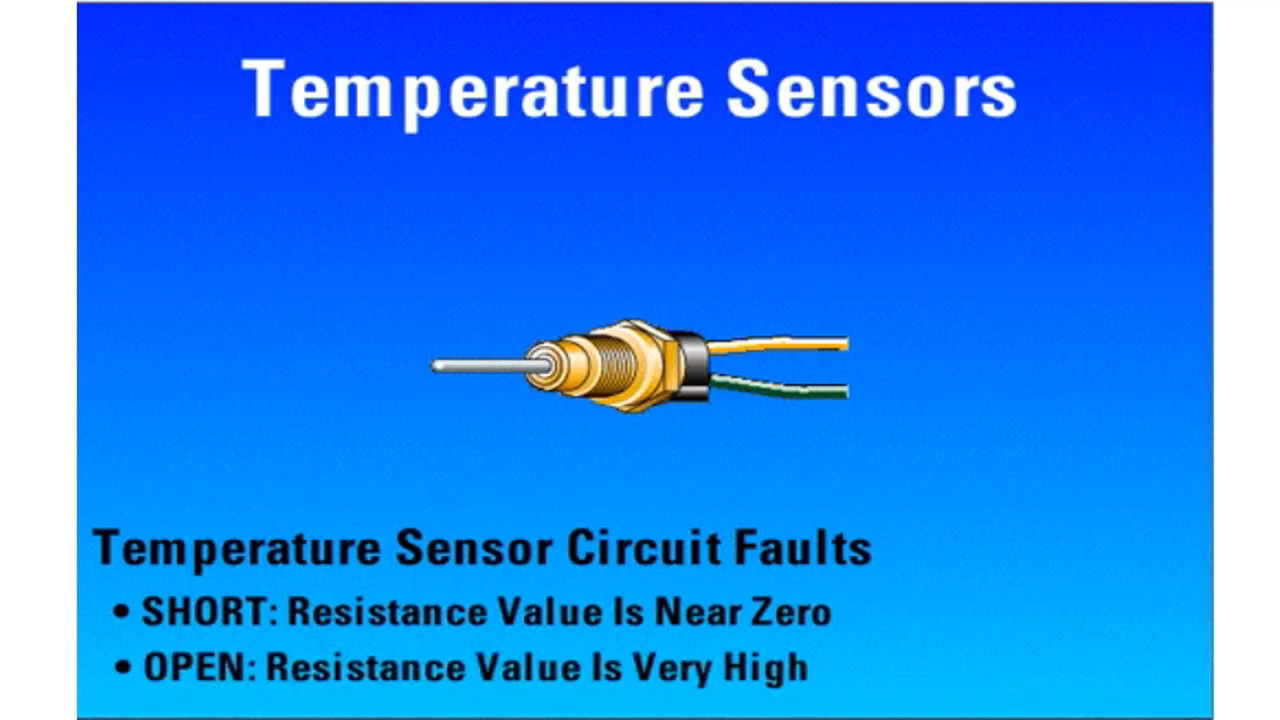 Temperature Sensors
Temperature Sensor Circuit Faults
• SHORT: Resistance Value Is Near Zero
• OPEN: Resistance Value Is Very High